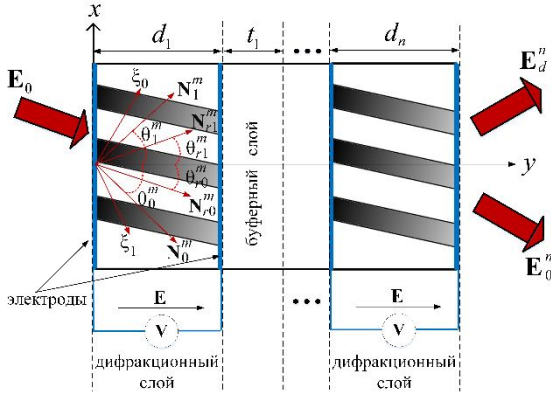 x
d₁
t₁
•••
dₙ
E₀
ξ₀
N₁ᵐ
Nᵣ₁ᵐ
θ₁ᵐ
θᵣ₁ᵐ
θᵣ₀ᵐ
θ₀ᵐ
Nᵣ₀ᵐ
ξ₁
N₀ᵐ
буферный слой
y
E_dⁿ
E₀ⁿ
электроды
E
V
•••
E
V
дифракционный
слой
дифракционный
слой